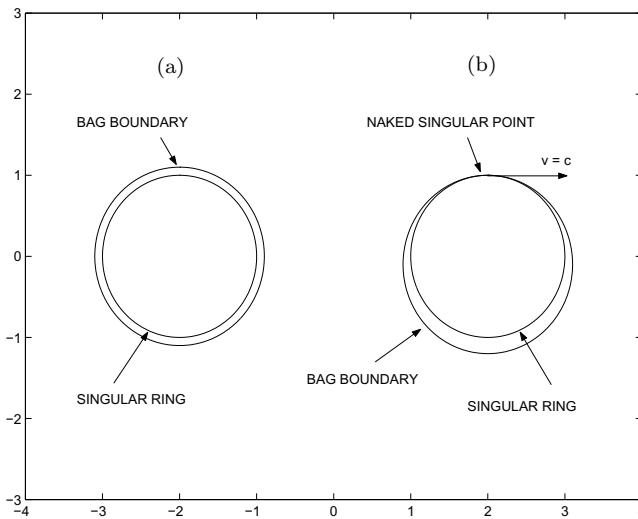 3
(a) (b)
2
BAG BOUNDARY NAKED SINGULAR POINT
v = c
1
0
−1
BAG BOUNDARY
SINGULAR RING SINGULAR RING
−2
−3
−4 −3 −2 −1 0 1 2 3 4